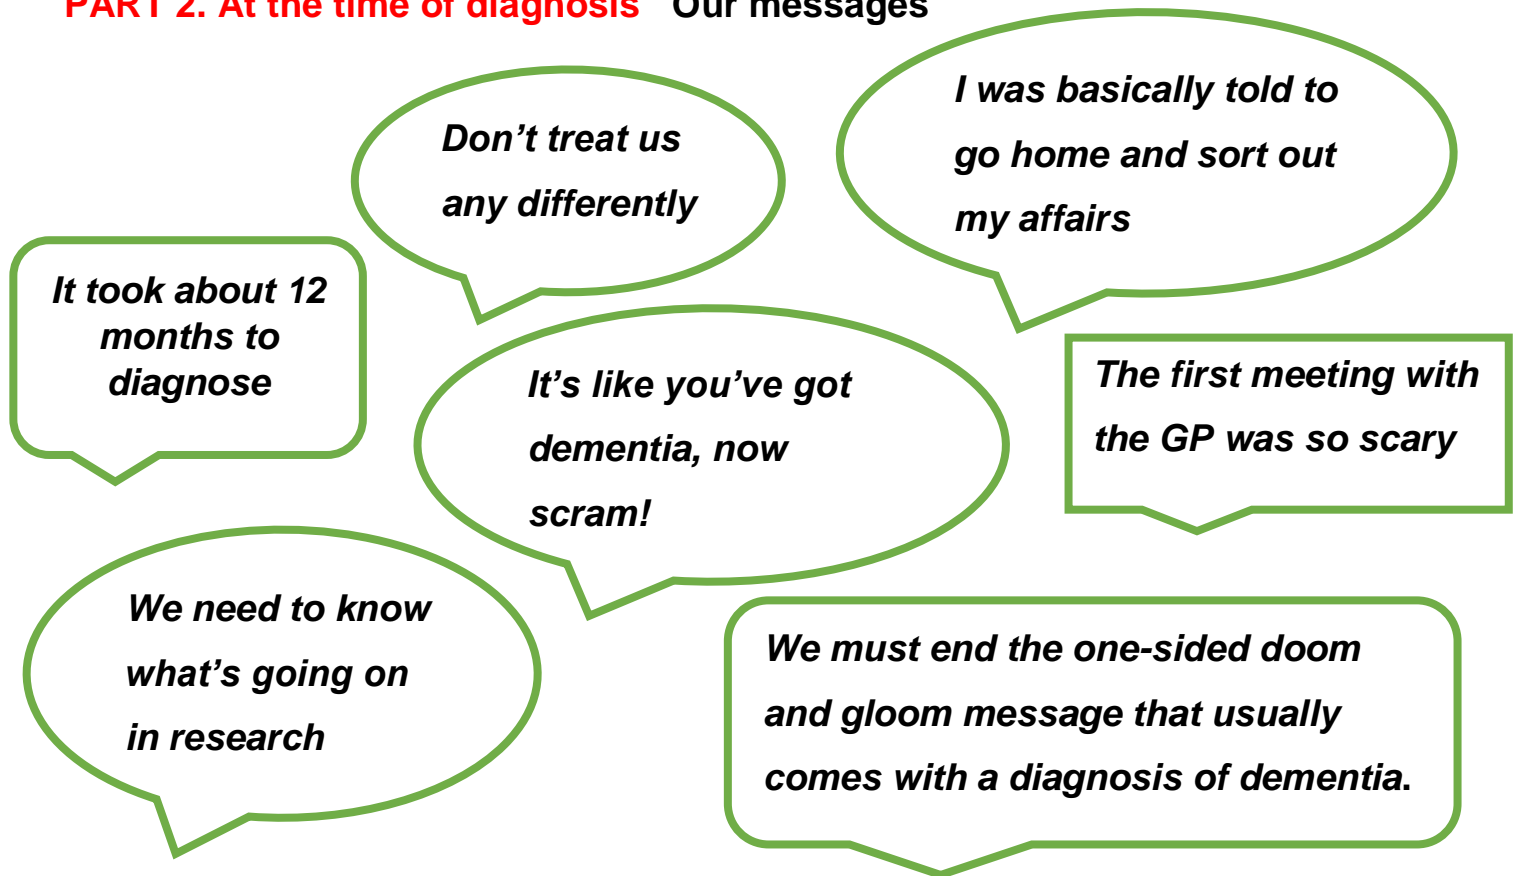 PART 2. At the time of diagnosis Our messages
Don’t treat us
any differently
I was basically told to
go home and sort out
my affairs
It took about 12
months to
diagnose
It’s like you’ve got
dementia, now
scram!
The first meeting with
the GP was so scary
We need to know
what’s going on
in research
We must end the one-sided doom
and gloom message that usually
comes with a diagnosis of dementia.